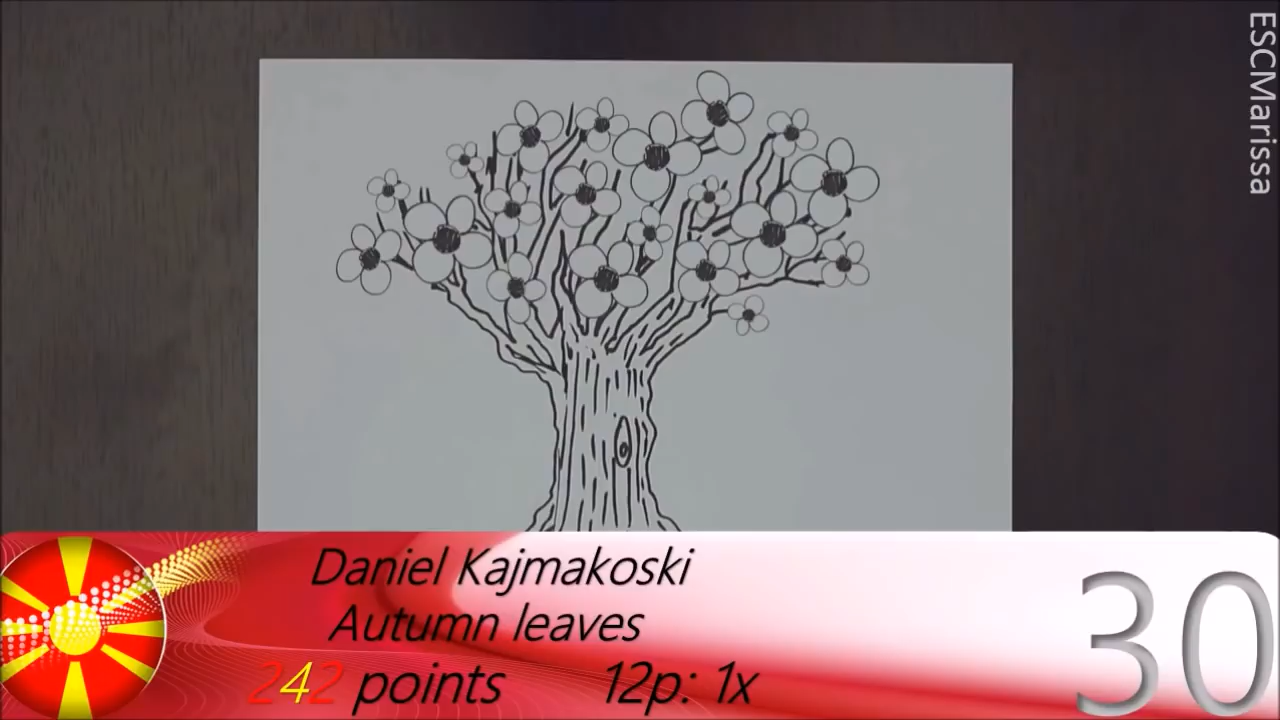 ESCMarissa
Daniel Kajmakoski
Autumn leaves
242 points 12p: 1x
30